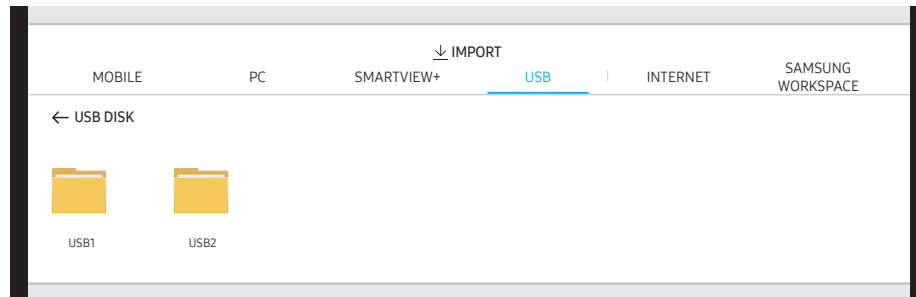 IMPORT
MOBILE PC SMARTVIEW+ USB INTERNET SAMSUNG
WORKSPACE
USB DISK
USB1 USB2